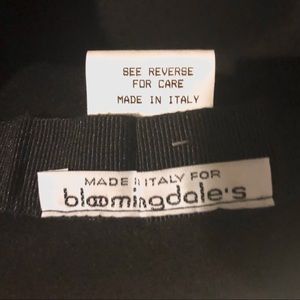 SEE REVERSE
FOR CARE
MADE IN ITALY
MADE IN ITALY FOR
bloomingdale's